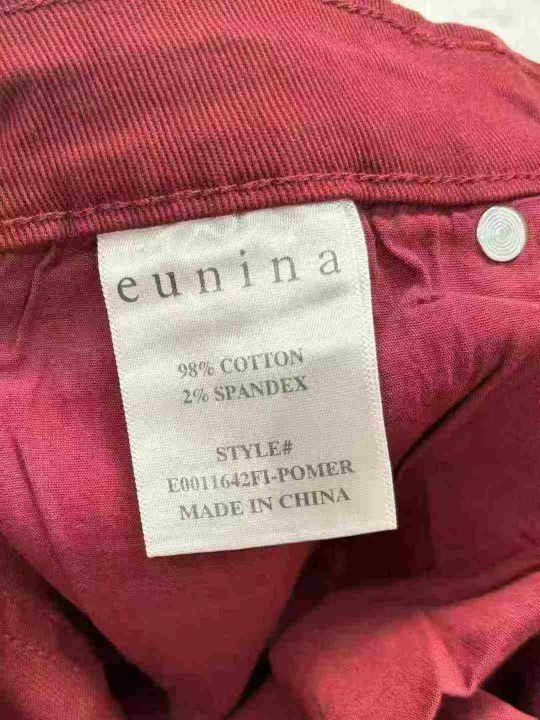 eunina
98% COTTON
2% SPANDEX
STYLE#
E0011642FI-POMER
MADE IN CHINA